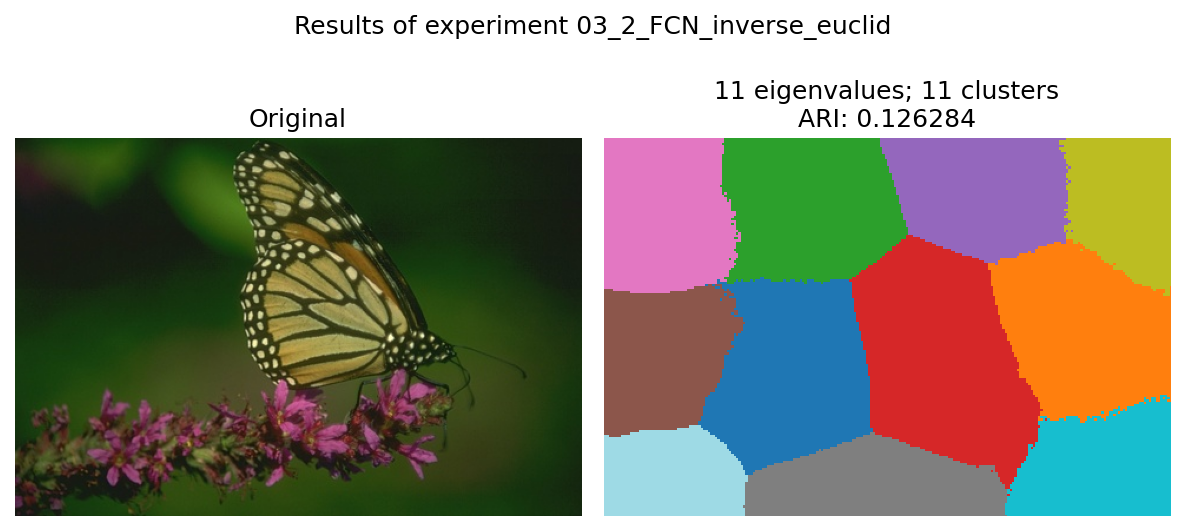 Results of experiment 03_2_FCN_inverse_euclid
Original
11 eigenvalues; 11 clusters
ARI: 0.126284